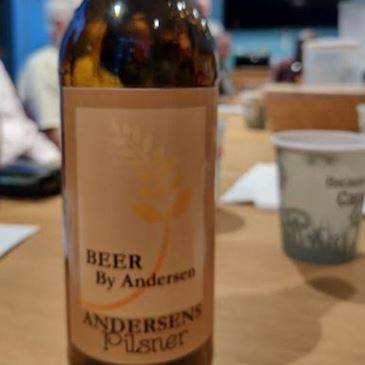 BEER
By Andersen
ANDERSENS
Pilsner